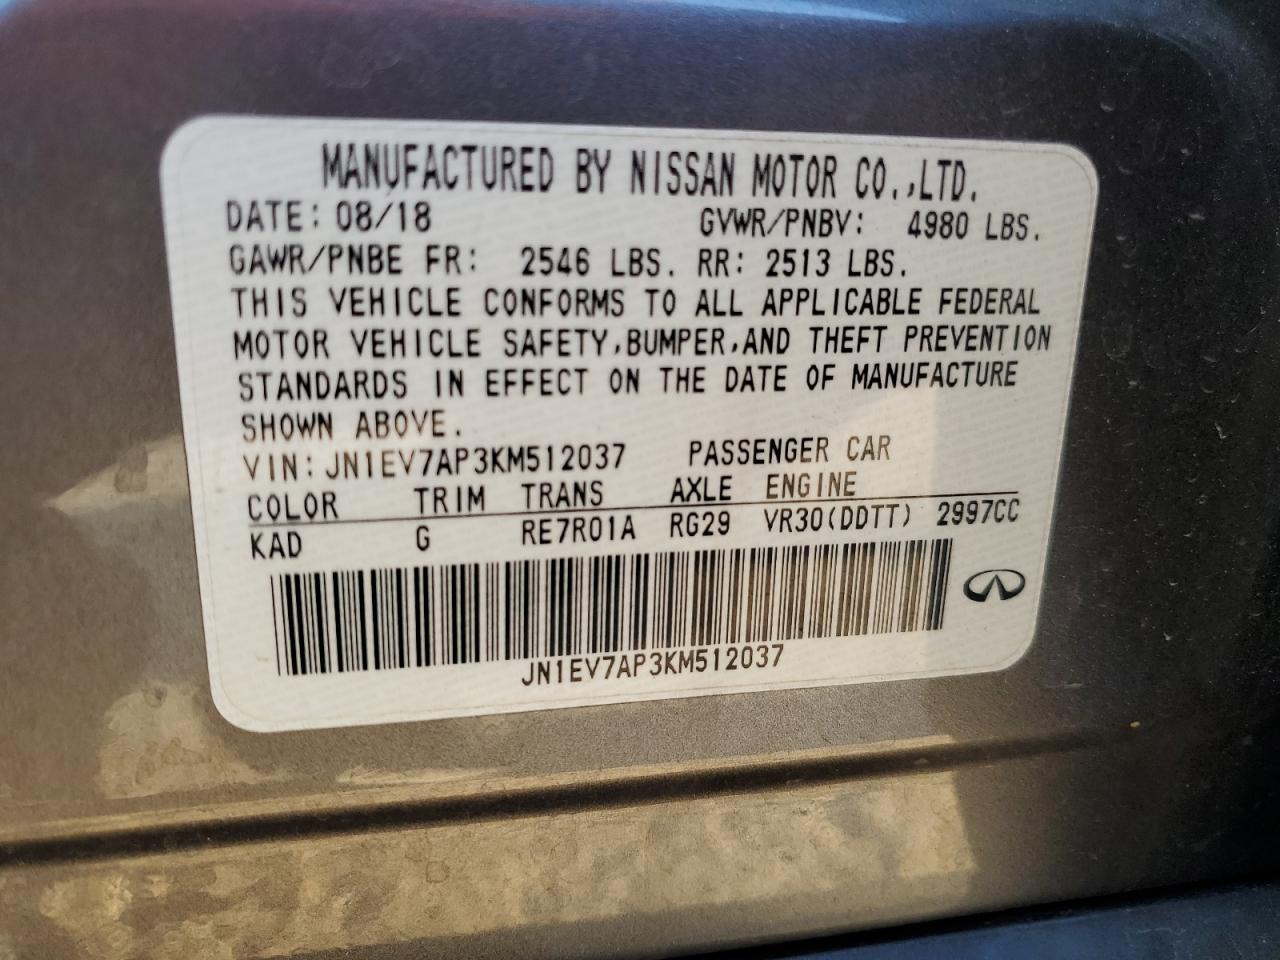 MANUFACTURED BY NISSAN MOTOR CO.,LTD.
DATE: 08/18 GVWR/PNBV: 4980 LBS.
GAWR/PNBE FR: 2546 LBS. RR: 2513 LBS.
THIS VEHICLE CONFORMS TO ALL APPLICABLE FEDERAL
MOTOR VEHICLE SAFETY,BUMPER,AND THEFT PREVENTION
STANDARDS IN EFFECT ON THE DATE OF MANUFACTURE
SHOWN ABOVE.
VIN: JN1EV7AP3KM512037 PASSENGER CAR
COLOR TRIM TRANS AXLE ENGINE
KAD G RE7R01A RG29 VR30(DDTT) 2997CC
JN1EV7AP3KM512037